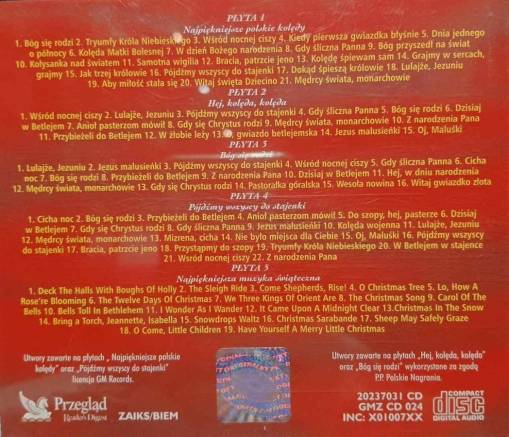 PŁYTA 1
Najpiękniejsze polskie kolędy
1. Bóg się rodzi 2. Tryumfy Króla Niebieskiego 3. Wśród nocnej ciszy 4. Kiedy pierwsza gwiazdka błyśnie 5. Dnia jednego
o północy 6. Kolęda Matki Bolesnej 7. W dzień Bożego narodzenia 8. Gdy śliczna Panna 9. Bóg przyszedł na świat
10. Kołysanka nad światem 11. Samotna wigilia 12. Bracia, patrzcie jeno 13. Kolędę śpiewam sam 14. Grajmy w sercach,
grajmy 15. Jak trzej królowie 16. Pójdźmy wszyscy do stajenki 17. Dokąd śpieszą królowie 18. Lulajże, Jezuniu
19. Aby miłość stała się 20. Witaj święta Dziecino 21. Mędrcy świata, monarchowie
PŁYTA 2
Hej, kolęda, kolęda
1. Wśród nocnej ciszy 2. Lulajże, Jezuniu 3. Pójdźmy wszyscy do stajenki 4. Gdy śliczna Panna 5. Bóg się rodzi 6. Dzisiaj
w Betlejem 7. Anioł pasterzom mówił 8. Gdy się Chrystus rodzi 9. Mędrcy świata, monarchowie 10. Z narodzenia Pana
11. Przybieżeli do Betlejem 12. W żłobie leży 13. O, gwiazdo betlejemska 14. Jezus malusieńki 15. Oj, Maluśki
PŁYTA 3
Bóg się rodzi
1. Lulajże, Jezuniu 2. Jezus malusieńki 3. Pójdźmy wszyscy do stajenki 4. Wśród nocnej ciszy 5. Gdy śliczna Panna 6. Cicha
noc 7. Bóg się rodzi 8. Przybieżeli do Betlejem 9. Z narodzenia Pana 10. Dzisiaj w Betlejem 11. Hej, w dniu narodzenia
12. Mędrcy świata, monarchowie 13. Gdy się Chrystus rodzi 14. Pastorałka góralska 15. Wesoła nowina 16. Witaj gwiazdko złota
PŁYTA 4
Pójdźmy wszyscy do stajenki
1. Cicha noc 2. Bóg się rodzi 3. Przybieżeli do Betlejem 4. Anioł pasterzom mówił 5. Do szopy, hej, pasterze 6. Dzisiaj
w Betlejem 7. Gdy się Chrystus rodzi 8. Gdy śliczna Panna 9. Jezus malusieńki 10. Kolęda wojenna 11. Lulajże, Jezuniu
12. Mędrcy świata, monarchowie 13. Mizerna, cicha 14. Nie było miejsca dla Ciebie 15. Oj, Maluśki 16. Pójdźmy wszyscy
do stajenki 17. Bracia, patrzcie jeno 18. Przystąpmy do szopy 19. Tryumfy Króla Niebieskiego 20. W Betlejem w stajence
21. Wśród nocnej ciszy 22. Z narodzenia Pana
PŁYTA 5
Najpiękniejsza muzyka świąteczna
1. Deck The Halls With Boughs Of Holly 2. The Sleigh Ride 3. Come Shepherds, Rise! 4. O Christmas Tree 5. Lo, How A
Rose're Blooming 6. The Twelve Days Of Christmas 7. We Three Kings Of Orient Are 8. The Christmas Song 9. Carol Of The
Bells 10. Bells Toll In Bethlehem 11. I Wonder As I Wander 12. It Came Upon A Midnight Clear 13.Christmas In The Snow
14. Bring a Torch, Jeannette, Isabella 15. Snowdrops Waltz 16. Christmas Sarabande 17. Sheep May Safely Graze
18. O Come, Little Children 19. Have Yourself A Merry Little Christmas
Utwory zawarte na płytach „ Najpiękniejsze polskie
kolędy” oraz „Pójdźmy wszyscy do stajenki”
licencja GM Records.
Utwory zawarte na płytach „Hej, kolęda, kolęda”
oraz „Bóg się rodzi” wykorzystano za zgodą
P.P. Polskie Nagrania.
Przegląd
Reader's Digest
ZAIKS/BIEM
20237031 CD
GMZ CD 024
INC: X01007XX
COMPACT
disc
DIGITAL AUDIO